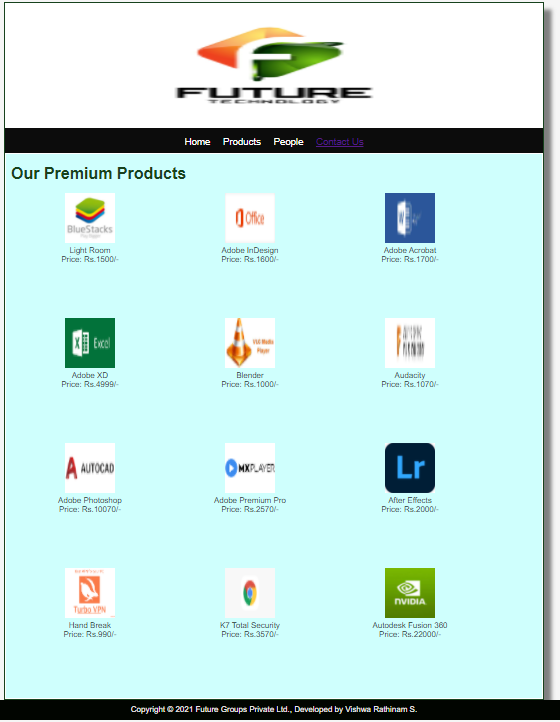 FUTURE
TECHNOLOGY
Home Products People Contact Us
Our Premium Products
BlueStacks
Office
W
Light Room
Adobe InDesign
Adobe Acrobat
Price: Rs.1500/-
Price: Rs.1600/-
Price: Rs.1700/-
X Excel
VLC Media
Player
Adobe XD
Blender
Audacity
Price: Rs.4999/-
Price: Rs.1000/-
Price: Rs.1070/-
AUTOCAD
MXPLAYER
Lr
Adobe Photoshop
Adobe Premium Pro
After Effects
Price: Rs.10070/-
Price: Rs.2570/-
Price: Rs.2000/-
Turbo VPN
NVIDIA
Hand Break
K7 Total Security
Autodesk Fusion 360
Price: Rs.990/-
Price: Rs.3570/-
Price: Rs.22000/-
Copyright © 2021 Future Groups Private Ltd., Developed by Vishwa Rathinam S.